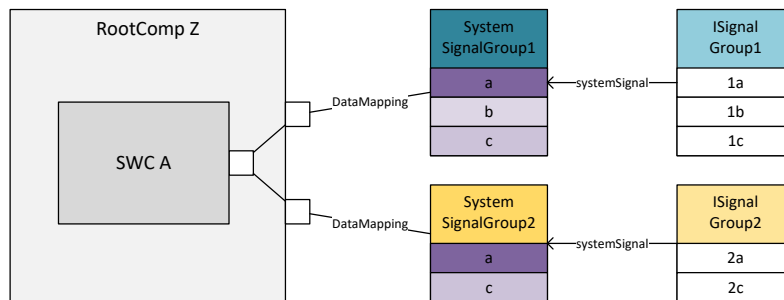 RootComp Z
SWC A
DataMapping
DataMapping
System
SignalGroup1
a
b
c
systemSignal
ISignal
Group1
1a
1b
1c
System
SignalGroup2
a
c
systemSignal
ISignal
Group2
2a
2c